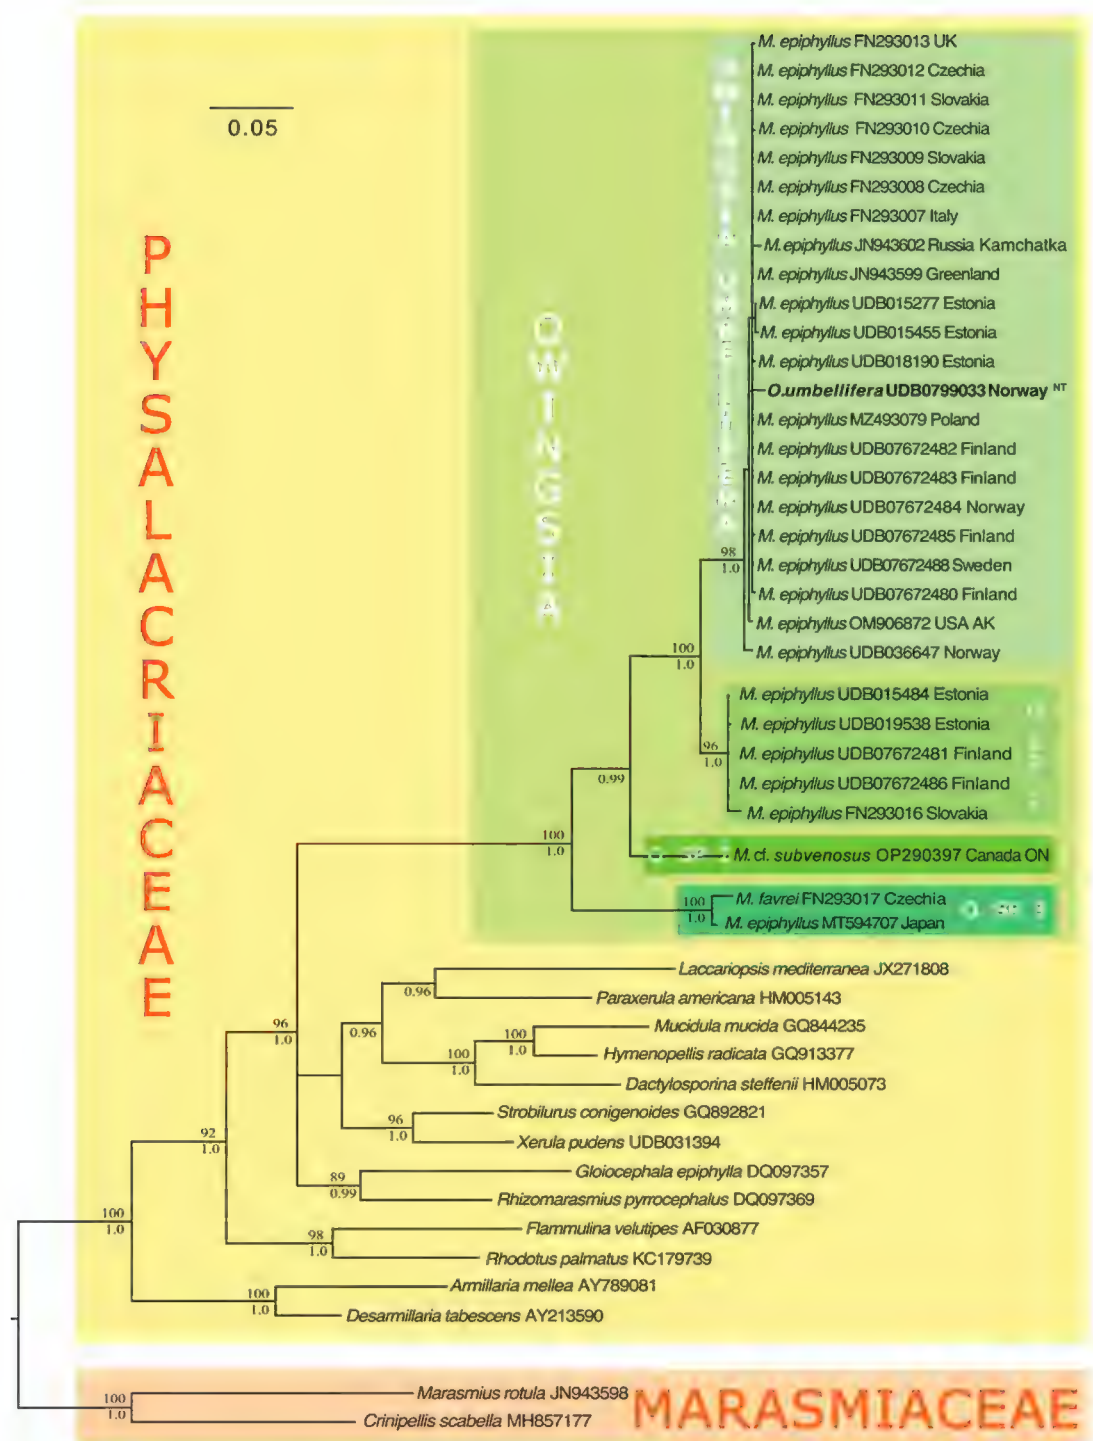 M. epiphyllus FN293013 UK
M. epiphyllus FN293012 Czechia
M. epiphyllus FN293011 Slovakia
M. epiphyllus FN293010 Czechia
M. epiphyllus FN293009 Slovakia
M. epiphyllus FN293008 Czechia
M. epiphyllus FN293007 Italy
M. epiphyllus JN943602 Russia Kamchatka
M. epiphyllus JN943599 Greenland
M. epiphyllus UDB015277 Estonia
M. epiphyllus UDB015455 Estonia
M. epiphyllus UDB018190 Estonia
O.umbellifera UDB0799033 Norway NT
M. epiphyllus MZ493079 Poland
M. epiphyllus UDB07672482 Finland
M. epiphyllus UDB07672483 Finland
M. epiphyllus UDB07672484 Norway
M. epiphyllus UDB07672485 Finland
M. epiphyllus UDB07672488 Sweden
M. epiphyllus UDB07672480 Finland
M. epiphyllus OM906872 USA AK
M. epiphyllus UDB036647 Norway
M. epiphyllus UDB015484 Estonia
M. epiphyllus UDB019538 Estonia
M. epiphyllus UDB07672481 Finland
M. epiphyllus UDB07672486 Finland
M. epiphyllus FN293016 Slovakia
M. cf. subvenosus OP290397 Canada ON
M. favrei FN293017 Czechia
M. epiphyllus MT594707 Japan
Laccariopsis mediterranea JX271808
Paraxerula americana HM005143
Mucidula mucida GQ844235
Hymenopellis radicata GQ913377
Dactylosporina steffenii HM005073
Strobilurus conigenoides GQ892821
Xerula pudens UDB031394
Gloiocephala epiphylla DQ097357
Rhizomarasmius pyrrocephalus DQ097369
Flammulina velutipes AF030877
Rhodotus palmatus KC179739
Armillaria mellea AY789081
Desarmillaria tabescens AY213590
Marasmius rotula JN943598
Crinipellis scabella MH857177
MARASMIACEAE
PHYSALACRIACEAE
OWINGSIA
0.05
98
1.0
100
1.0
96
1.0
0.99
100
1.0
100
1.0
0.96
0.96
100
1.0
100
1.0
96
1.0
96
1.0
89
0.99
92
1.0
98
1.0
100
1.0
100
1.0
100
1.0